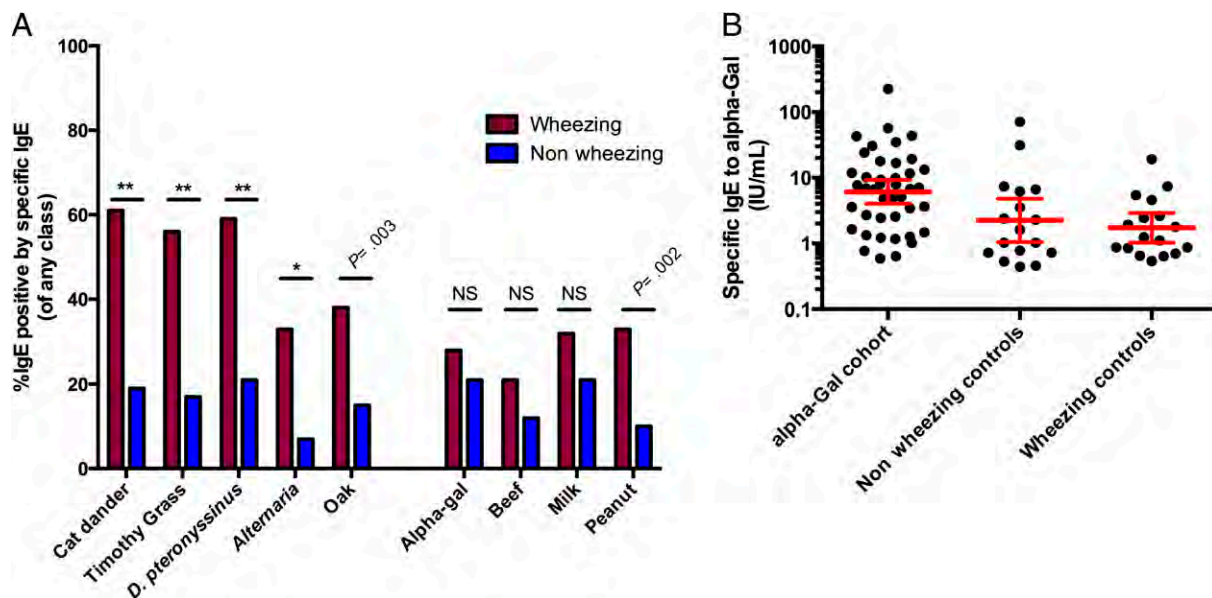 A
%IgE positive by specific IgE
(of any class)
100
80
60
40
20
0
Wheezing
Non wheezing
**
**
**
*
P= .003
NS
NS
NS
P= .002
Cat dander
Timothy Grass
D. pteronyssinus
Alternaria
Oak
Alpha-gal
Beef
Milk
Peanut
B
Specific IgE to alpha-Gal
(IU/mL)
1000
100
10
1
0.1
alpha-Gal cohort
Non wheezing controls
Wheezing controls